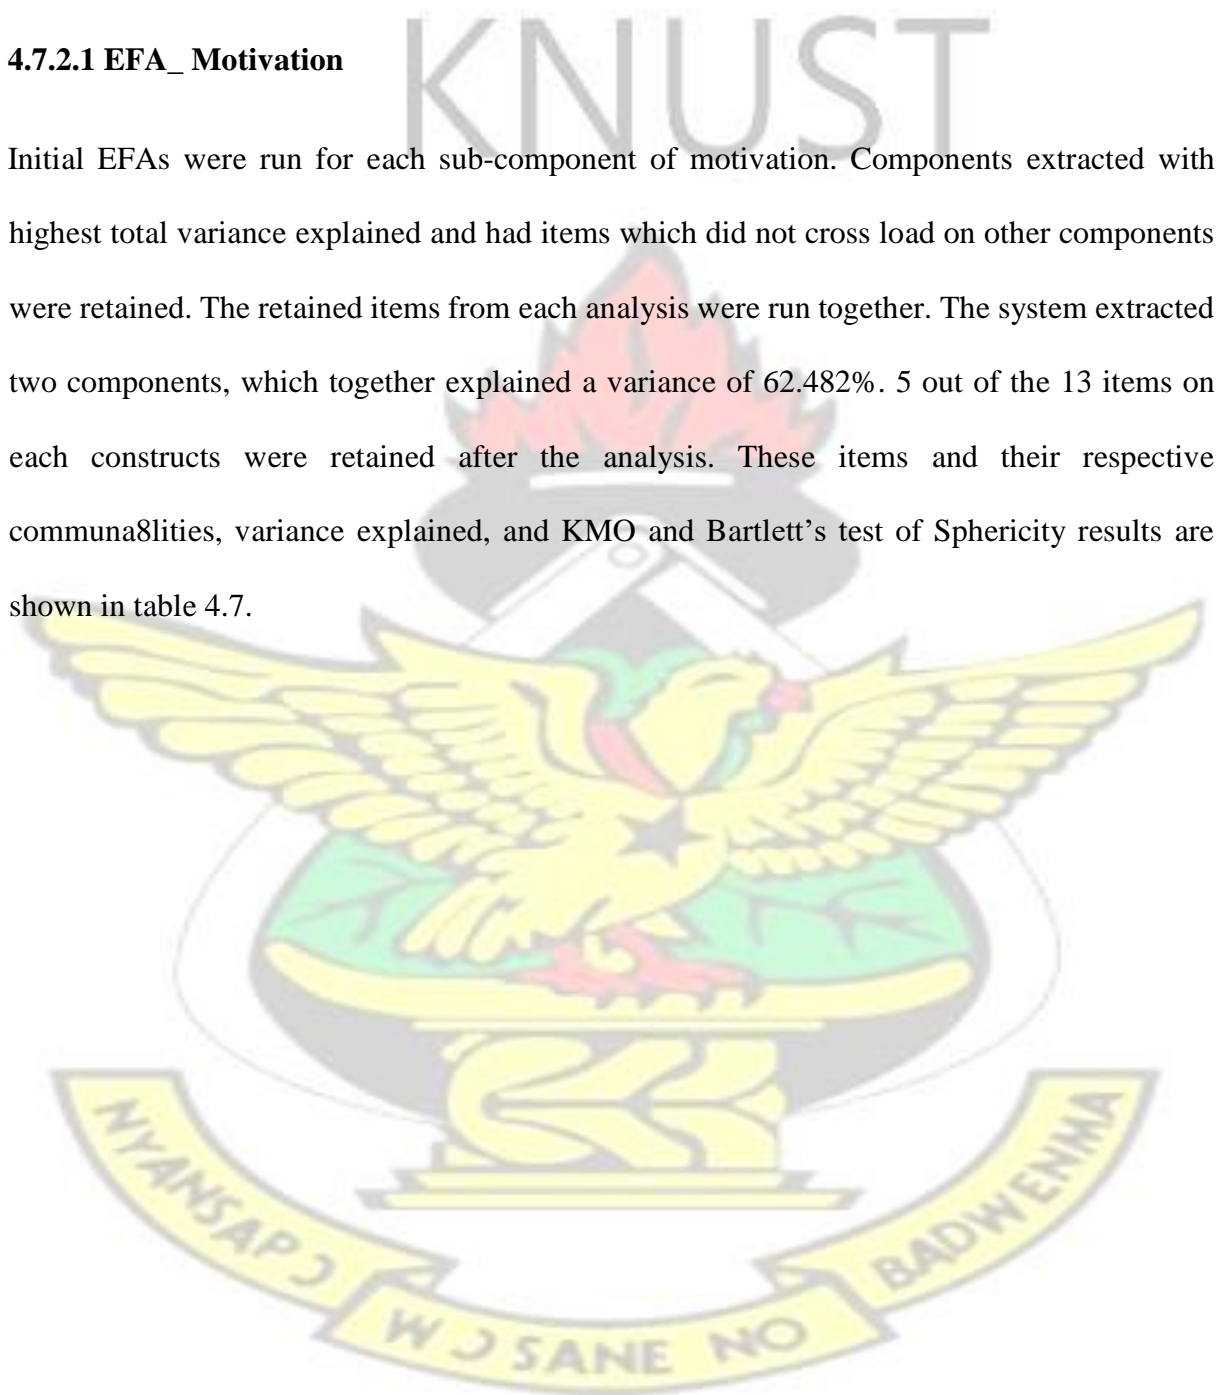 KNUST
4.7.2.1 EFA_ Motivation
Initial EFAs were run for each sub-component of motivation. Components extracted with
highest total variance explained and had items which did not cross load on other components
were retained. The retained items from each analysis were run together. The system extracted
two components, which together explained a variance of 62.482%. 5 out of the 13 items on
each constructs were retained after the analysis. These items and their respective
communa8lities, variance explained, and KMO and Bartlett’s test of Sphericity results are
shown in table 4.7.
NYANSAPƆ
WƆ SANE NO
BADWENMA